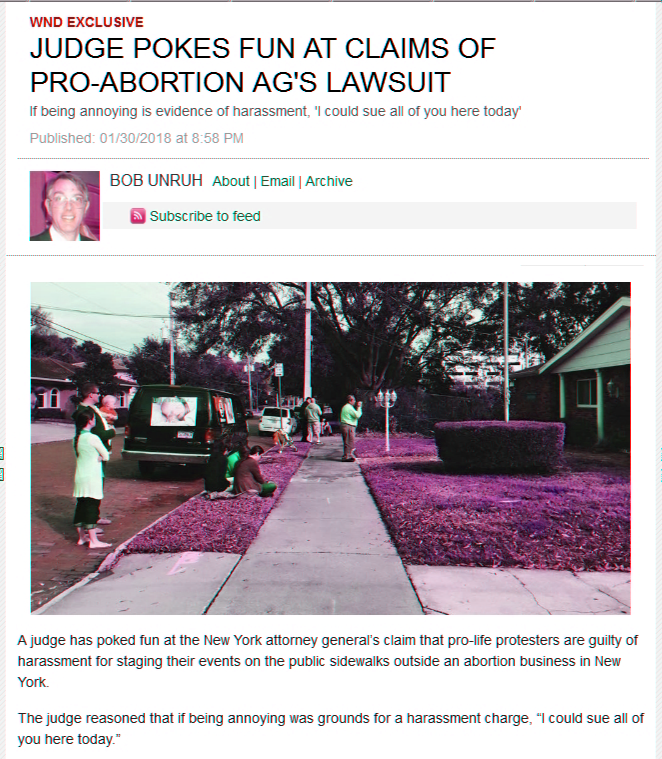 WND EXCLUSIVE
JUDGE POKES FUN AT CLAIMS OF
PRO-ABORTION AG'S LAWSUIT
If being annoying is evidence of harassment, 'I could sue all of you here today'
Published: 01/30/2018 at 8:58 PM
BOB UNRUH About | Email | Archive
Subscribe to feed
A judge has poked fun at the New York attorney general’s claim that pro-life protesters are guilty of
harassment for staging their events on the public sidewalks outside an abortion business in New
York.
The judge reasoned that if being annoying was grounds for a harassment charge, “I could sue all of
you here today.”